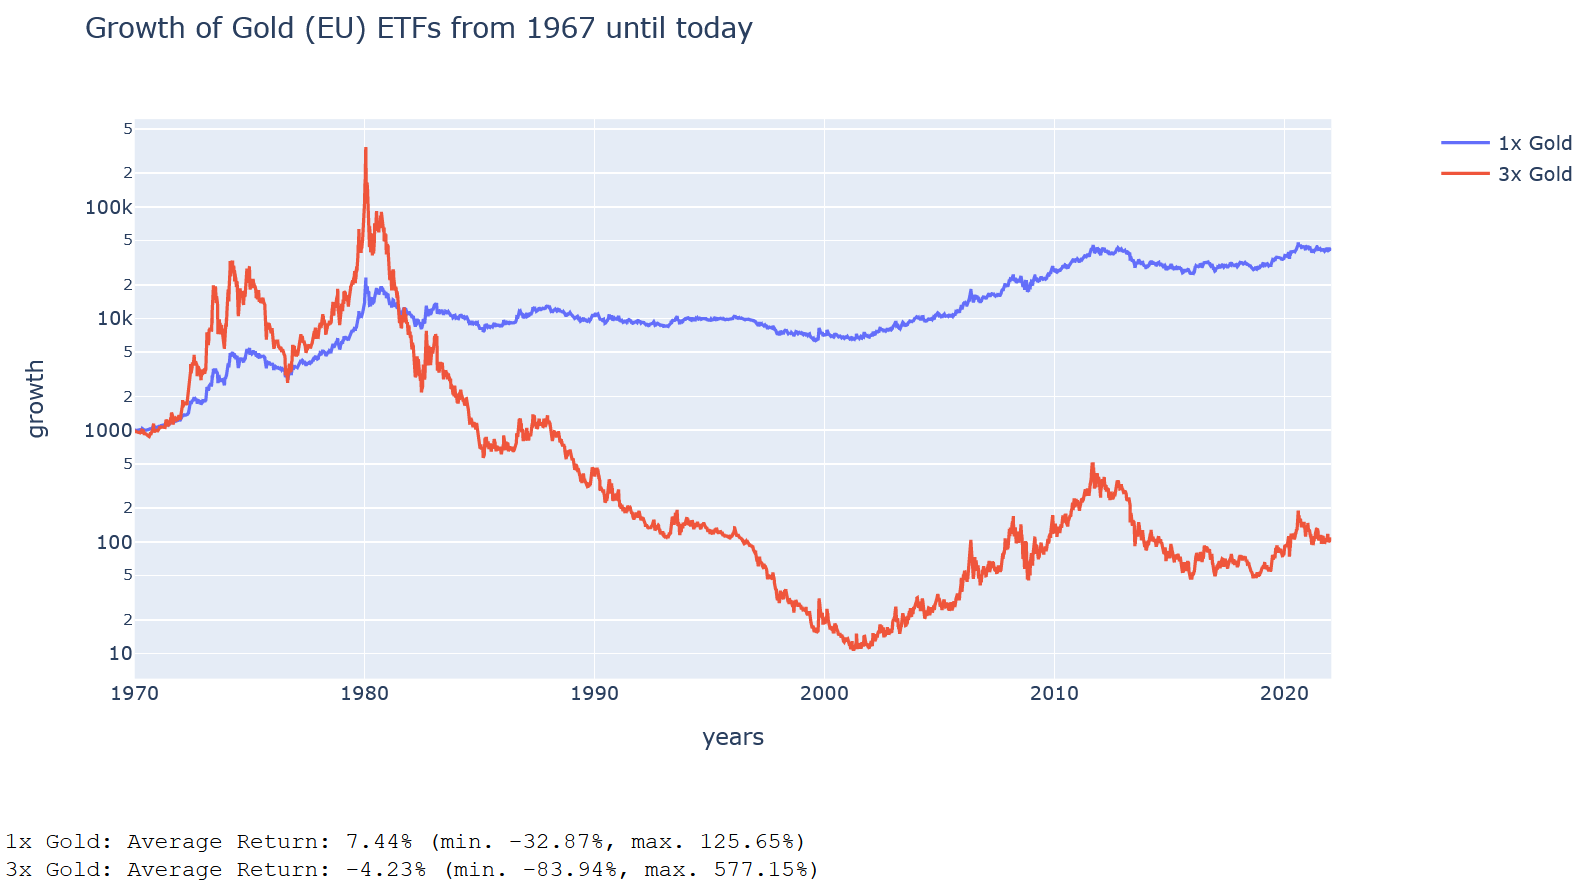 Growth of Gold (EU) ETFs from 1967 until today
1x Gold
3x Gold
growth
5
2
100k
5
2
10k
5
2
1000
5
2
100
5
2
10
1970 1980 1990 2000 2010 2020
years
1x Gold: Average Return: 7.44% (min. -32.87%, max. 125.65%)
3x Gold: Average Return: -4.23% (min. -83.94%, max. 577.15%)